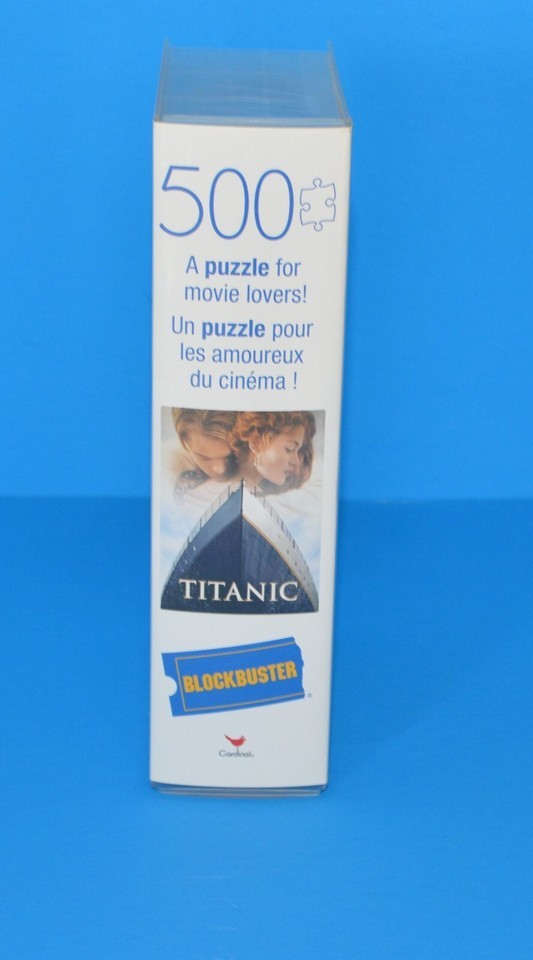 500
A puzzle for
movie lovers!
Un puzzle pour
les amoureux
du cinéma !
TITANIC
BLOCKBUSTER®
Cardinal®